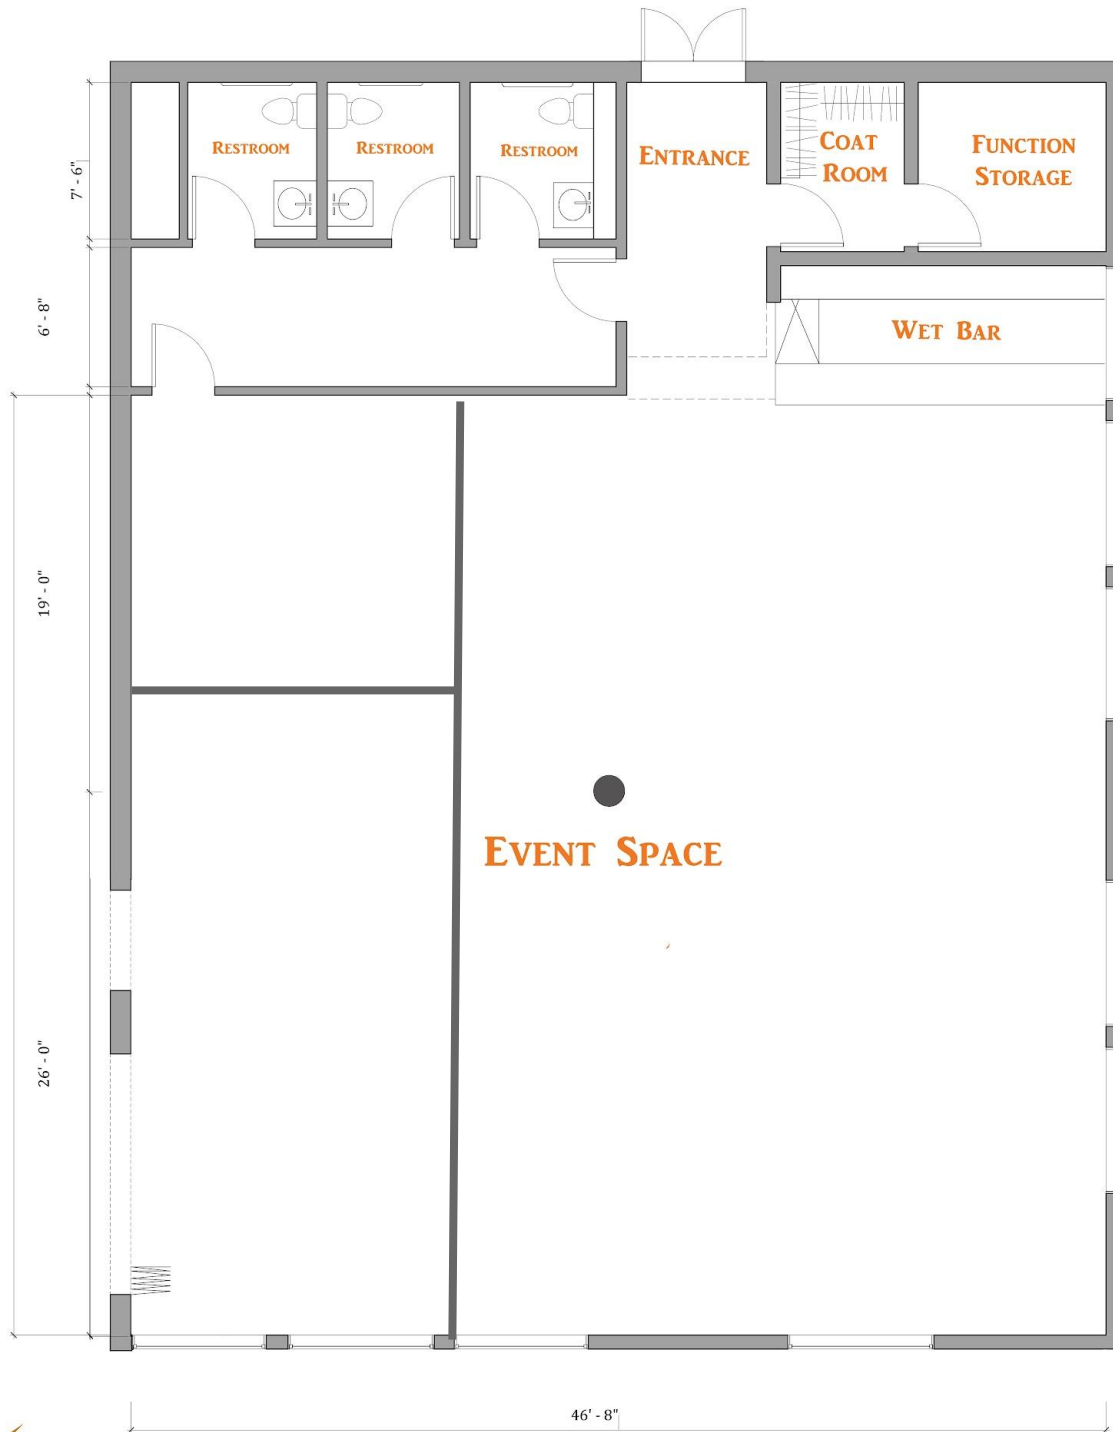 Restroom
Restroom
Restroom
Entrance
Coat
Room
Function
Storage
7' - 6"
6' - 8"
Wet Bar
19' - 0"
Event Space
26' - 0"
46' - 8"